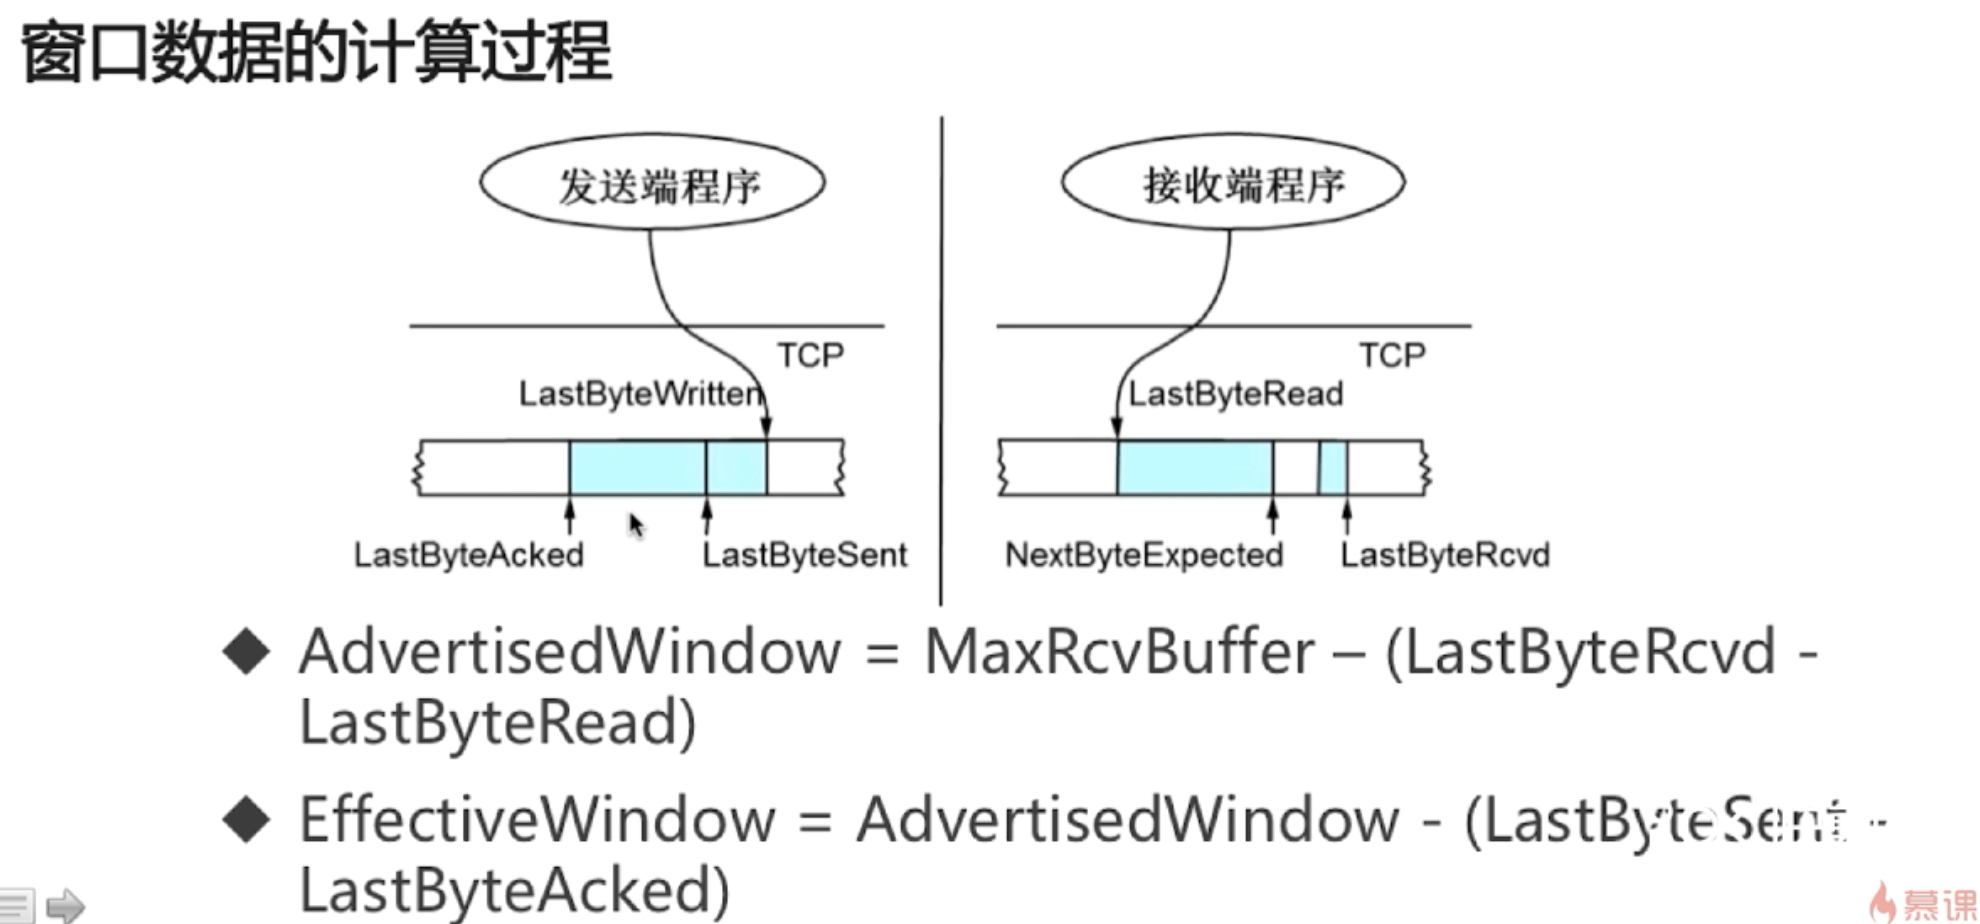 窗口数据的计算过程
发送端程序
接收端程序
TCP
TCP
LastByteWritten
LastByteRead
LastByteAcked
LastByteSent
NextByteExpected
LastByteRcvd
◆ AdvertisedWindow = MaxRcvBuffer – (LastByteRcvd -
LastByteRead)
◆ EffectiveWindow = AdvertisedWindow - (LastByteSent -
LastByteAcked)
慕课